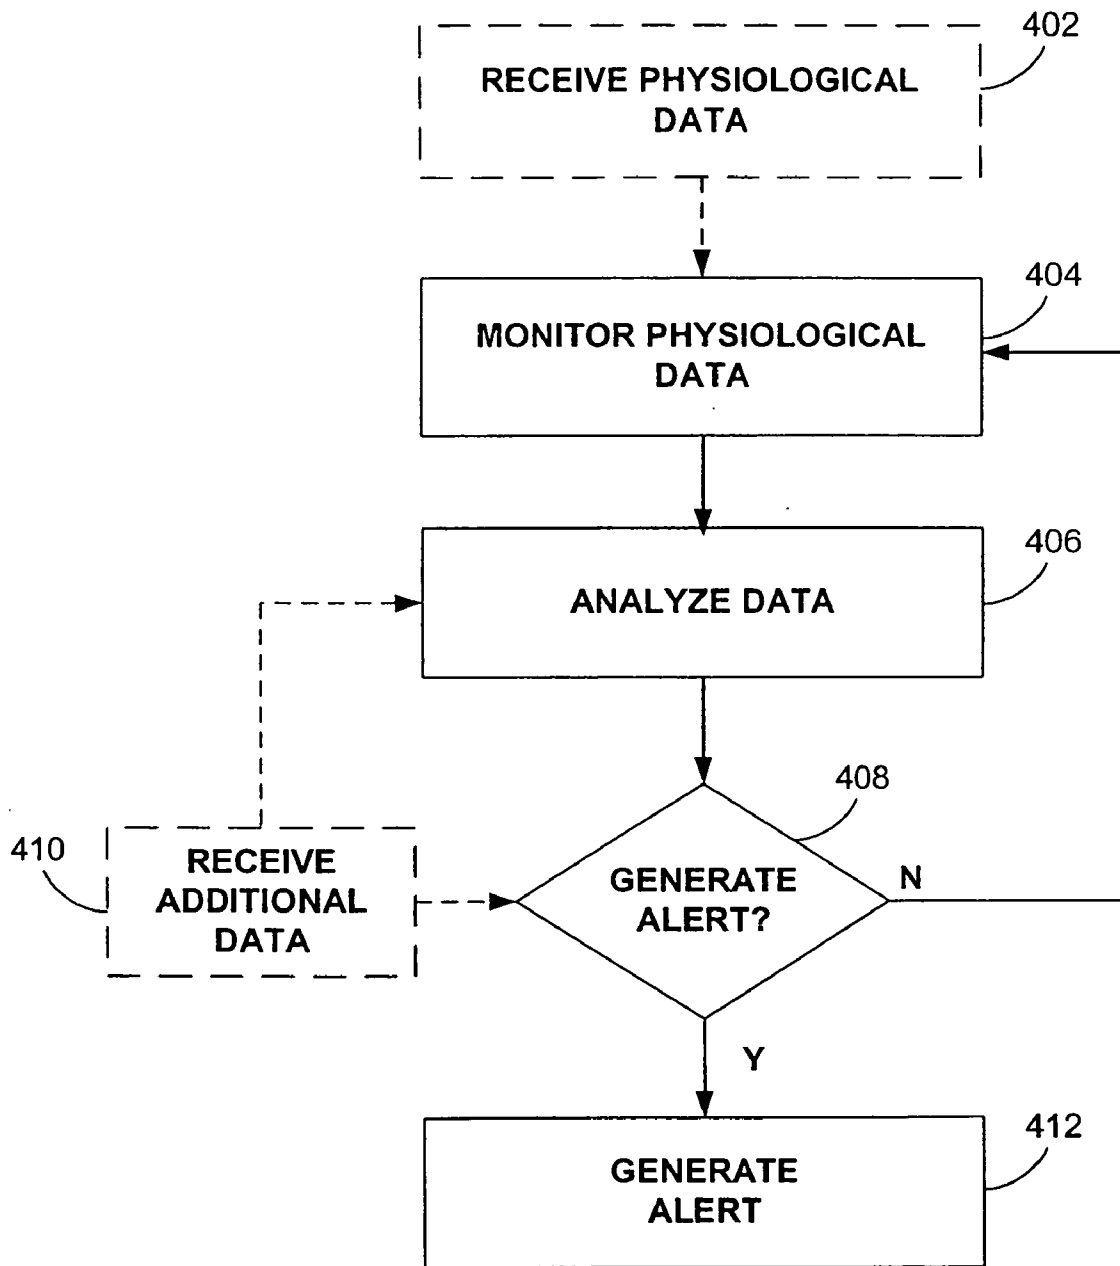 402
RECEIVE PHYSIOLOGICAL
DATA
404
MONITOR PHYSIOLOGICAL
DATA
406
ANALYZE DATA
408
410
RECEIVE
ADDITIONAL
DATA
GENERATE
ALERT?
N
Y
412
GENERATE
ALERT